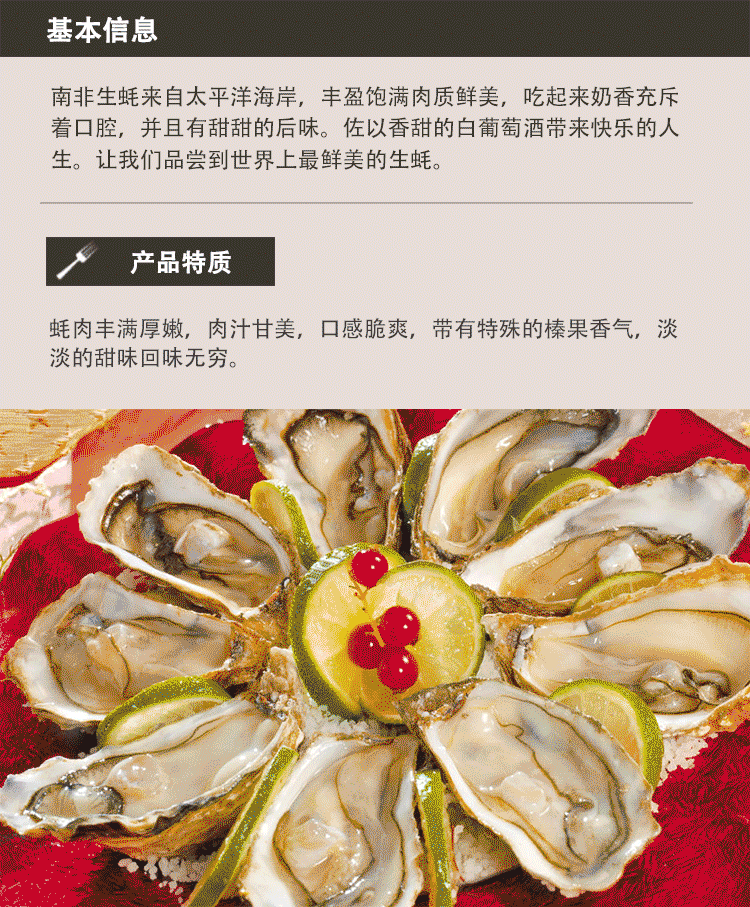 基本信息
南非生蚝来自太平洋海岸，丰盈饱满肉质鲜美，吃起来奶香充斥
着口腔，并且有甜甜的后味。佐以香甜的白葡萄酒带来快乐的人
生。让我们品尝到世界上最鲜美的生蚝。
产品特质
蚝肉丰满厚嫩，肉汁甘美，口感脆爽，带有特殊的榛果香气，淡
淡的甜味回味无穷。